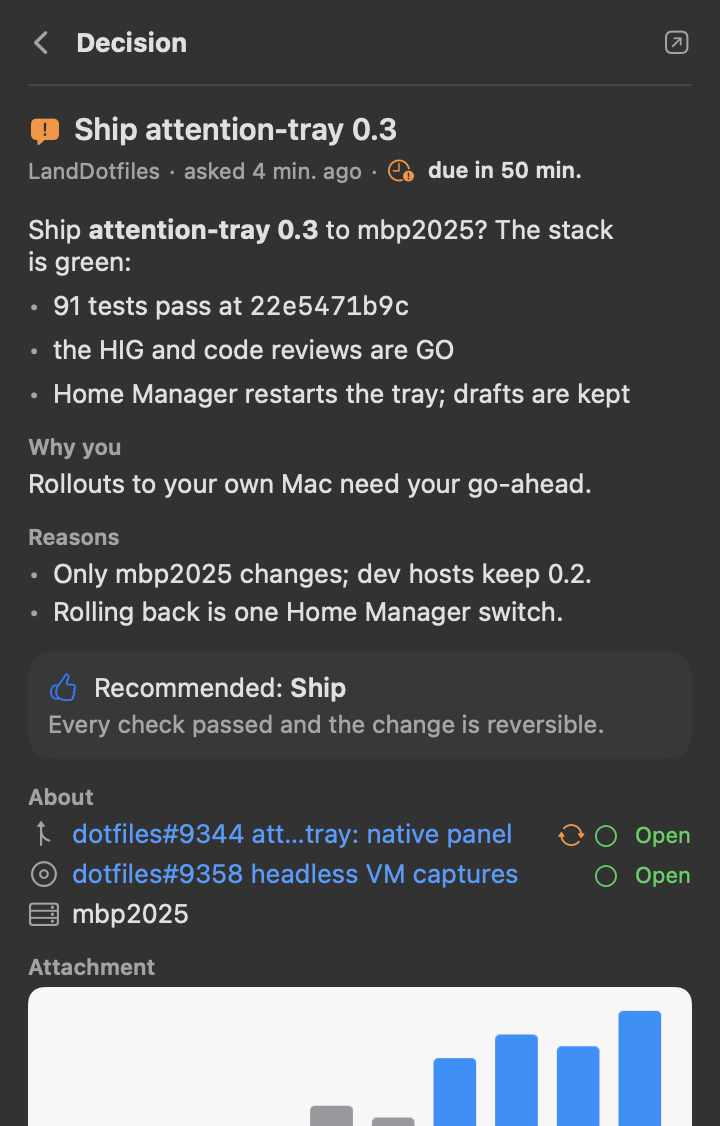 Decision
Ship attention-tray 0.3
LandDotfiles · asked 4 min. ago · due in 50 min.
Ship attention-tray 0.3 to mbp2025? The stack
is green:
• 91 tests pass at 22e5471b9c
• the HIG and code reviews are GO
• Home Manager restarts the tray; drafts are kept
Why you
Rollouts to your own Mac need your go-ahead.
Reasons
• Only mbp2025 changes; dev hosts keep 0.2.
• Rolling back is one Home Manager switch.
Recommended: Ship
Every check passed and the change is reversible.
About
dotfiles#9344 att…tray: native panel Open
dotfiles#9358 headless VM captures Open
mbp2025
Attachment